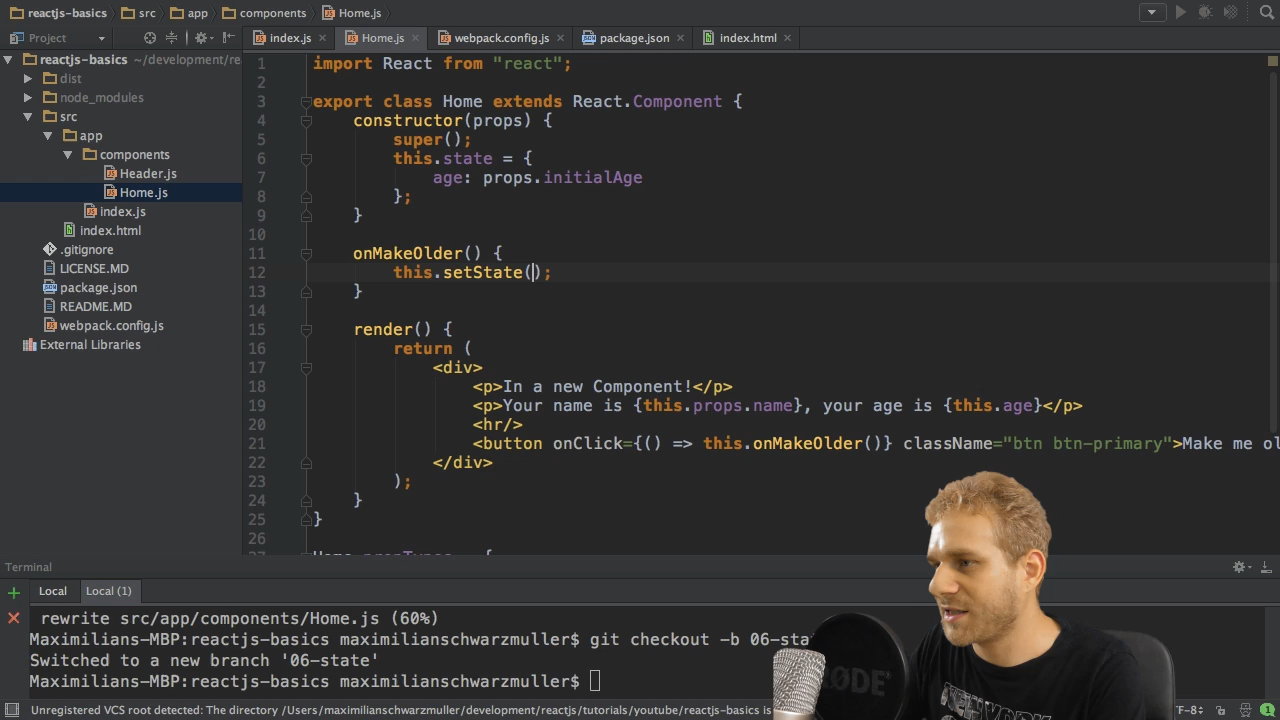 reactjs-basics src app components Home.js
Project index.js Home.js webpack.config.js package.json index.html
reactjs-basics ~/development/re
dist
node_modules
src
app
components
Header.js
Home.js
index.js
index.html
.gitignore
LICENSE.MD
package.json
README.MD
webpack.config.js
External Libraries
1 import React from "react";
2
3 export class Home extends React.Component {
4 constructor(props) {
5 super();
6 this.state = {
7 age: props.initialAge
8 };
9 }
10
11 onMakeOlder() {
12 this.setState();
13 }
14
15 render() {
16 return (
17 <div>
18 <p>In a new Component!</p>
19 <p>Your name is {this.props.name}, your age is {this.age}</p>
20 <hr/>
21 <button onClick={() => this.onMakeOlder()} className="btn btn-primary">Make me ol
22 </div>
23 );
24 }
25 }
26
27 Home.propTypes = {
Terminal
Local Local (1)
rewrite src/app/components/Home.js (60%)
Maximilians-MBP:reactjs-basics maximilianschwarzmuller$ git checkout -b 06-sta
Switched to a new branch '06-state'
Maximilians-MBP:reactjs-basics maximilianschwarzmuller$
RODE
Unregistered VCS root detected: The directory /Users/maximilianschwarzmuller/development/reactjs/tutorials/youtube/reactjs-basics is
TF-8 1